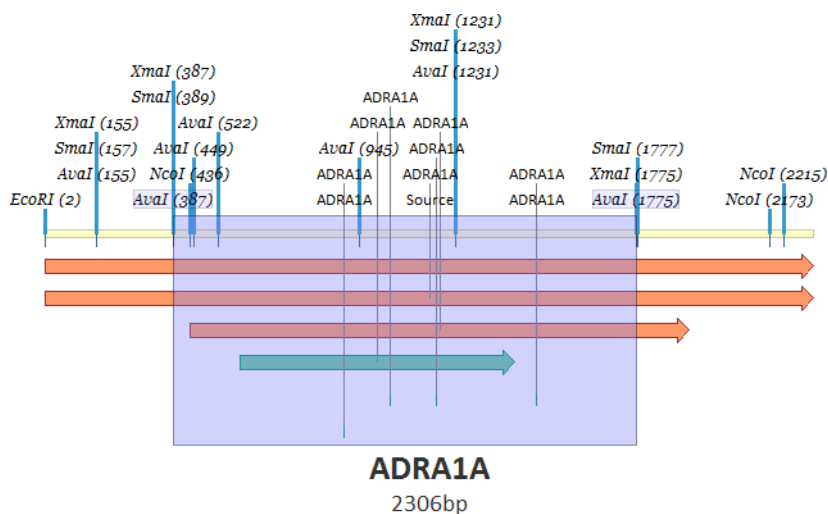 XmaI (1231)
SmaI (1233)
AvaI (1231)
XmaI (387)
SmaI (389)
ADRA1A
XmaI (155)
AvaI (522)
ADRA1A
ADRA1A
SmaI (157)
AvaI (449)
AvaI (945)
ADRA1A
SmaI (1777)
AvaI (155)
NcoI (436)
ADRA1A
ADRA1A
ADRA1A
XmaI (1775)
NcoI (2215)
EcoRI (2)
AvaI (387)
ADRA1A
Source
ADRA1A
AvaI (1775)
NcoI (2173)
ADRA1A
2306bp